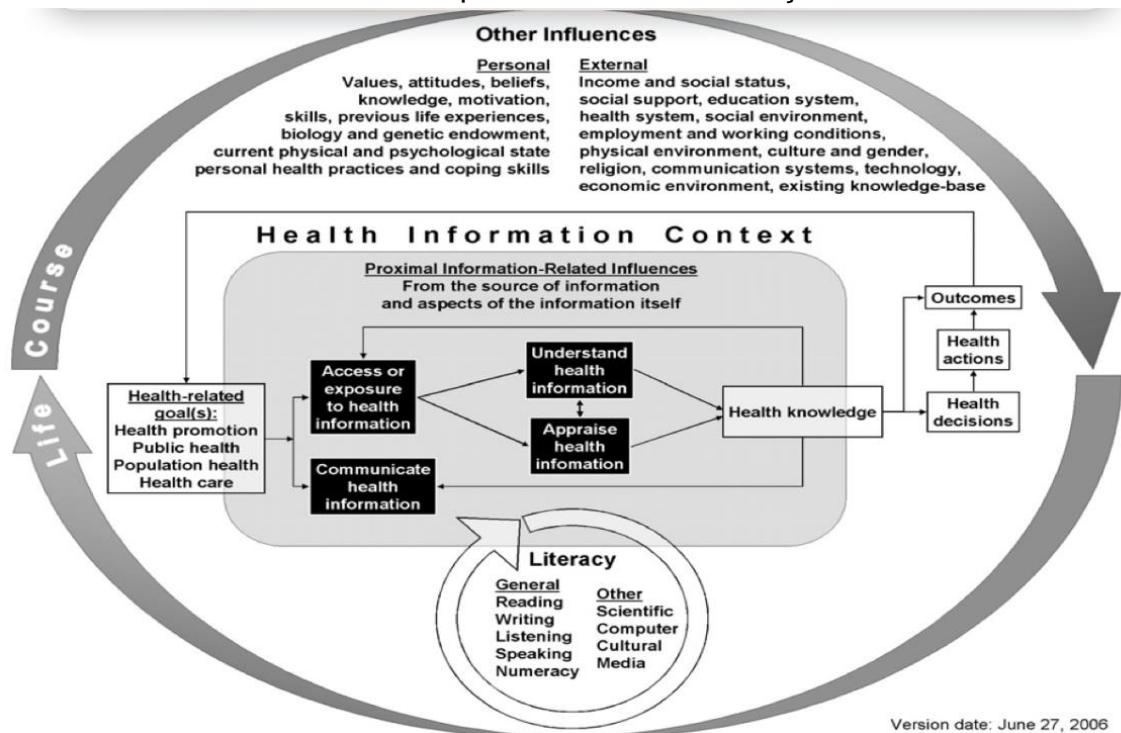 Other Influences
Personal
Values, attitudes, beliefs,
knowledge, motivation,
skills, previous life experiences,
biology and genetic endowment,
current physical and psychological state
personal health practices and coping skills
External
Income and social status,
social support, education system,
health system, social environment,
employment and working conditions,
physical environment, culture and gender,
religion, communication systems, technology,
economic environment, existing knowledge-base
Life Course
Health Information Context
Proximal Information-Related Influences
From the source of information
and aspects of the information itself
Health-related
goal(s):
Health promotion
Public health
Population health
Health care
Access or
exposure
to health
information
Communicate
health
information
Understand
health
information
Appraise
health
infomation
Health knowledge
Outcomes
Health
actions
Health
decisions
Literacy
General
Reading
Writing
Listening
Speaking
Numeracy
Other
Scientific
Computer
Cultural
Media
Version date: June 27, 2006